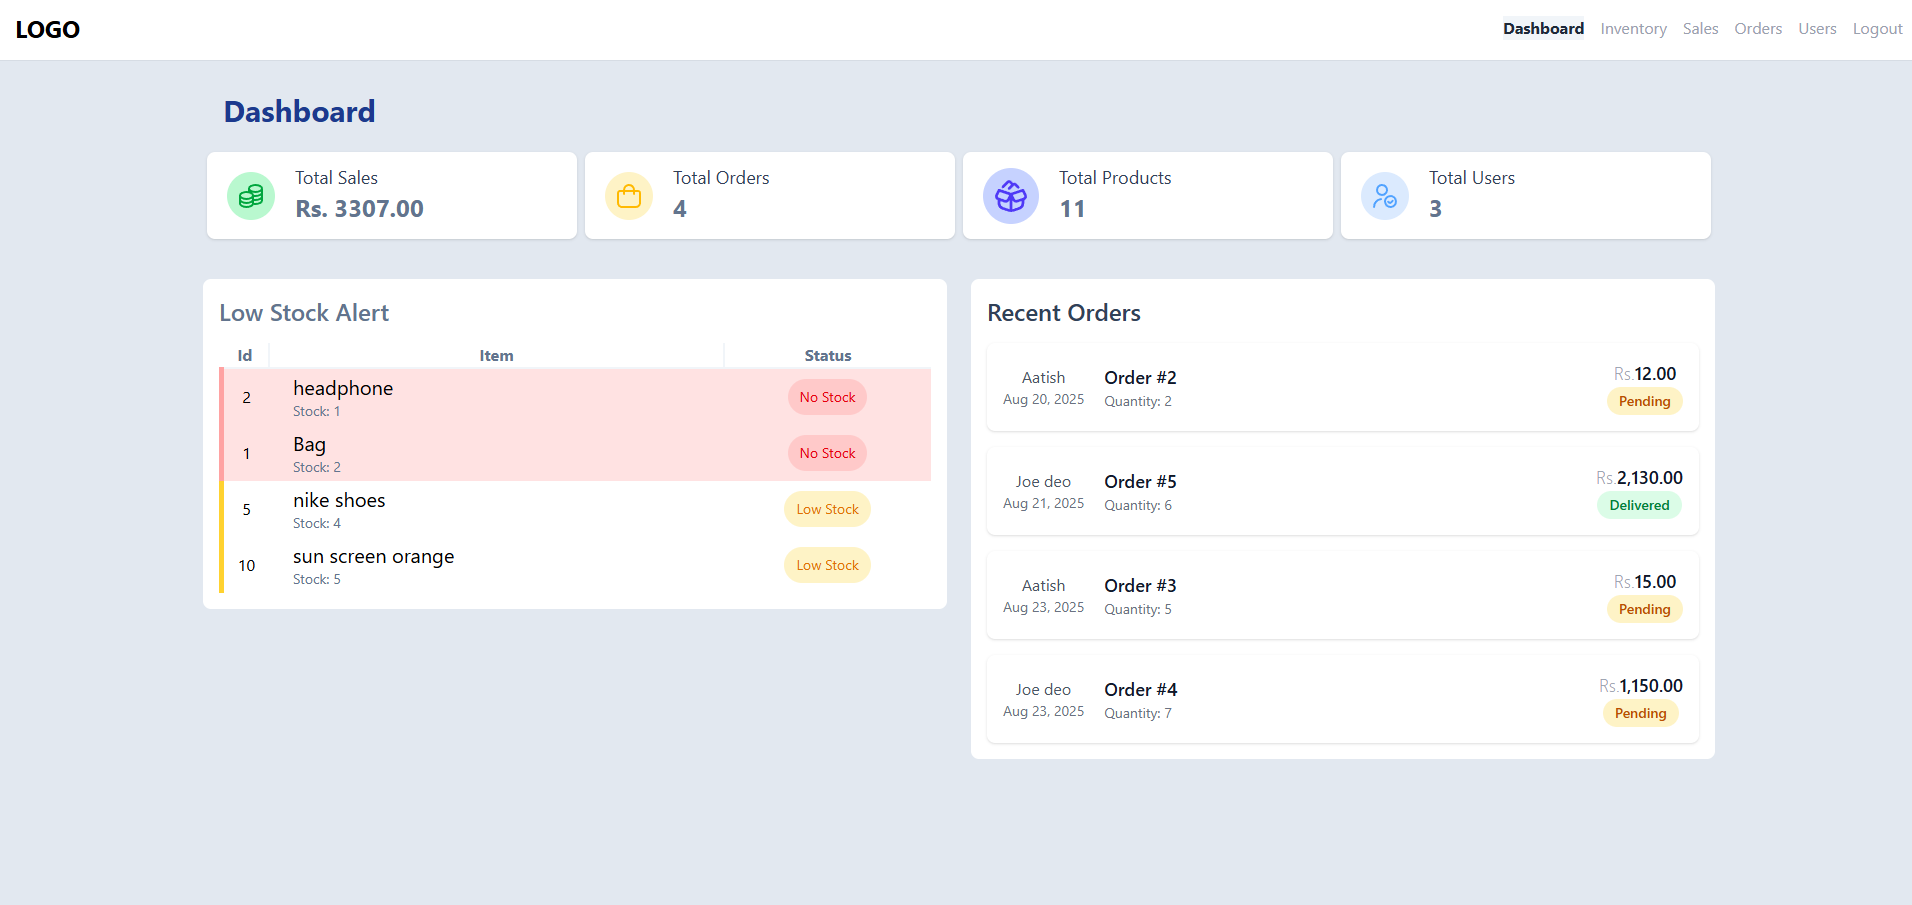 LOGO
Dashboard Inventory Sales Orders Users Logout
Dashboard
Total Sales
Rs. 3307.00
Total Orders
4
Total Products
11
Total Users
3
Low Stock Alert
Id Item Status
2 headphone No Stock
Stock: 1
1 Bag No Stock
Stock: 2
5 nike shoes Low Stock
Stock: 4
10 sun screen orange Low Stock
Stock: 5
Recent Orders
Aatish Order #2 Rs.12.00
Aug 20, 2025 Quantity: 2 Pending
Joe deo Order #5 Rs.2,130.00
Aug 21, 2025 Quantity: 6 Delivered
Aatish Order #3 Rs.15.00
Aug 23, 2025 Quantity: 5 Pending
Joe deo Order #4 Rs.1,150.00
Aug 23, 2025 Quantity: 7 Pending